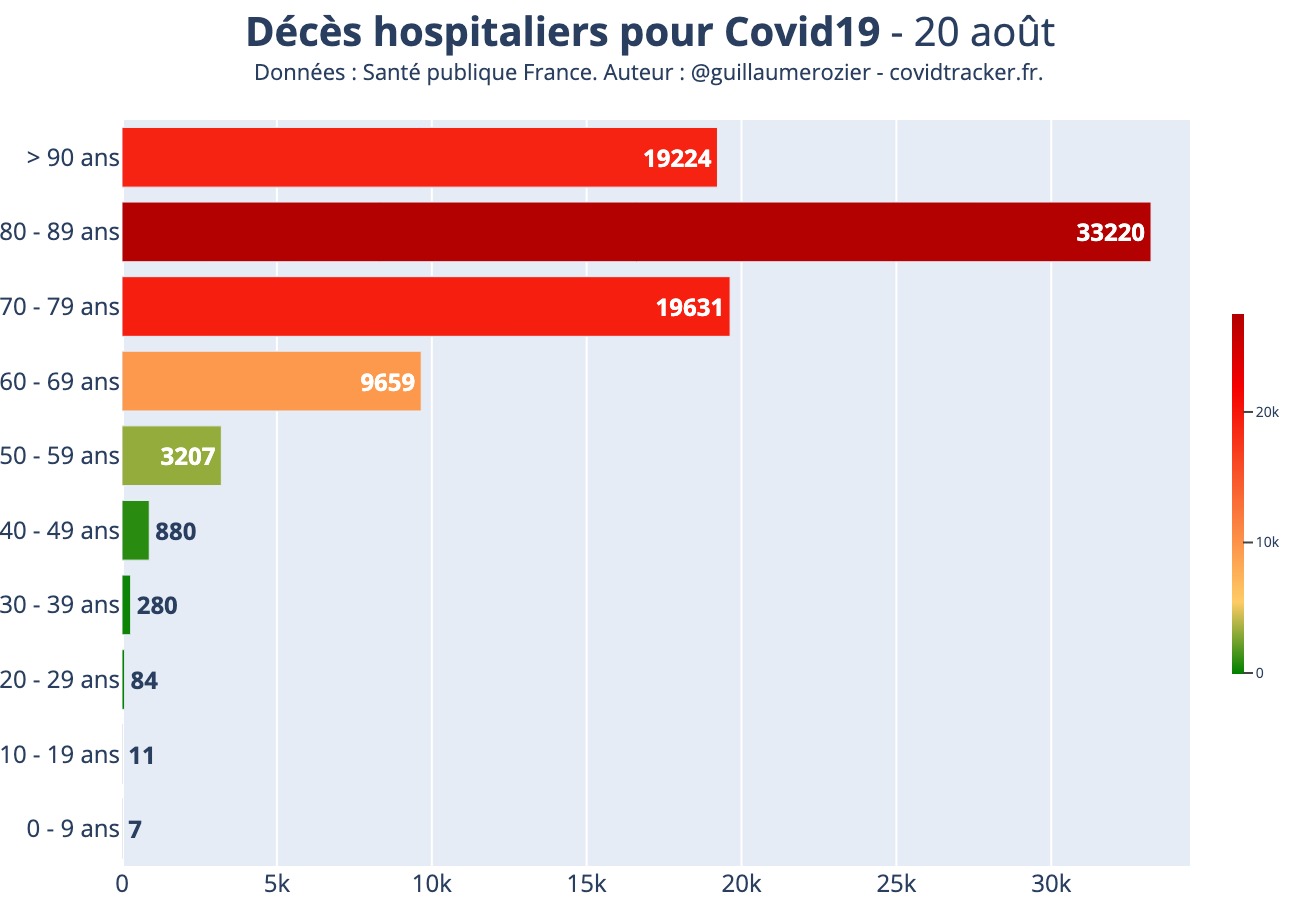 Décès hospitaliers pour Covid19 - 20 août
Données : Santé publique France. Auteur : @guillaumerozier - covidtracker.fr.
> 90 ans 19224
80 - 89 ans 33220
70 - 79 ans 19631
60 - 69 ans 9659
50 - 59 ans 3207
40 - 49 ans 880
30 - 39 ans 280
20 - 29 ans 84
10 - 19 ans 11
0 - 9 ans 7
0 5k 10k 15k 20k 25k 30k
20k
10k
0